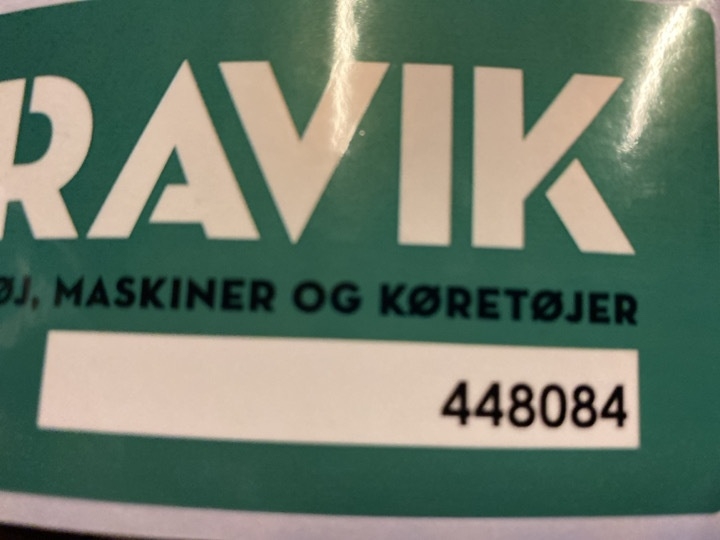 RAVIK
ØJ, MASKINER OG KØRETØJER
448084